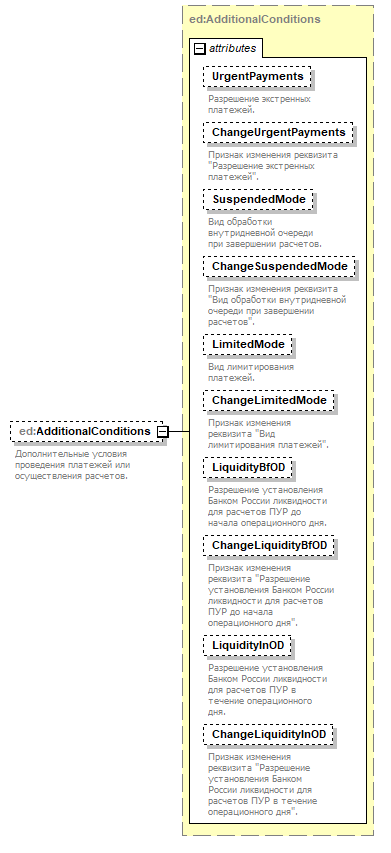 ed:AdditionalConditions
attributes
UrgentPayments
Разрешение экстренных
платежей.
ChangeUrgentPayments
Признак изменения реквизита
"Разрешение экстренных
платежей".
SuspendedMode
Вид обработки
внутридневной очереди
при завершении расчетов.
ChangeSuspendedMode
Признак изменения реквизита
"Вид обработки внутридневной
очереди при завершении
расчетов".
LimitedMode
Вид лимитирования
платежей.
ChangeLimitedMode
Признак изменения
реквизита "Вид
лимитирования платежей".
ed:AdditionalConditions
Дополнительные условия
проведения платежей или
осуществления расчетов.
LiquidityBfOD
Разрешение установления
Банком России ликвидности
для расчетов ПУР до
начала операционного дня.
ChangeLiquidityBfOD
Признак изменения
реквизита "Разрешение
установления Банком России
ликвидности для расчетов
ПУР до начала
операционного дня".
LiquidityInOD
Разрешение установления
Банком России ликвидности
для расчетов ПУР в
течение операционного
дня.
ChangeLiquidityInOD
Признак изменения
реквизита "Разрешение
установления Банком
России ликвидности для
расчетов ПУР в течение
операционного дня".